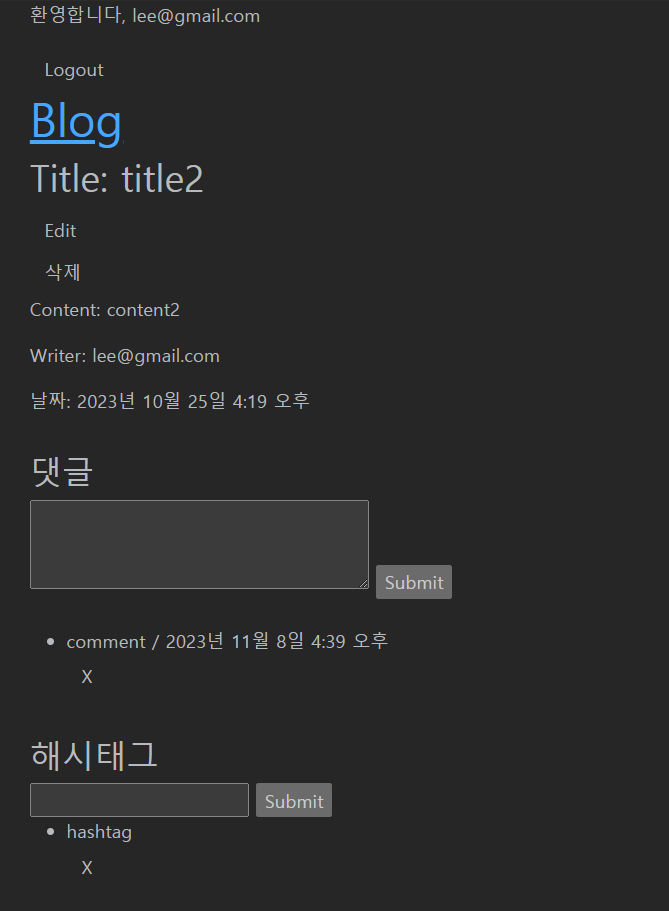 환영합니다, lee@gmail.com
Logout
Blog
Title: title2
Edit
삭제
Content: content2
Writer: lee@gmail.com
날짜: 2023년 10월 25일 4:19 오후
댓글
Submit
comment / 2023년 11월 8일 4:39 오후
X
해시태그
Submit
hashtag
X